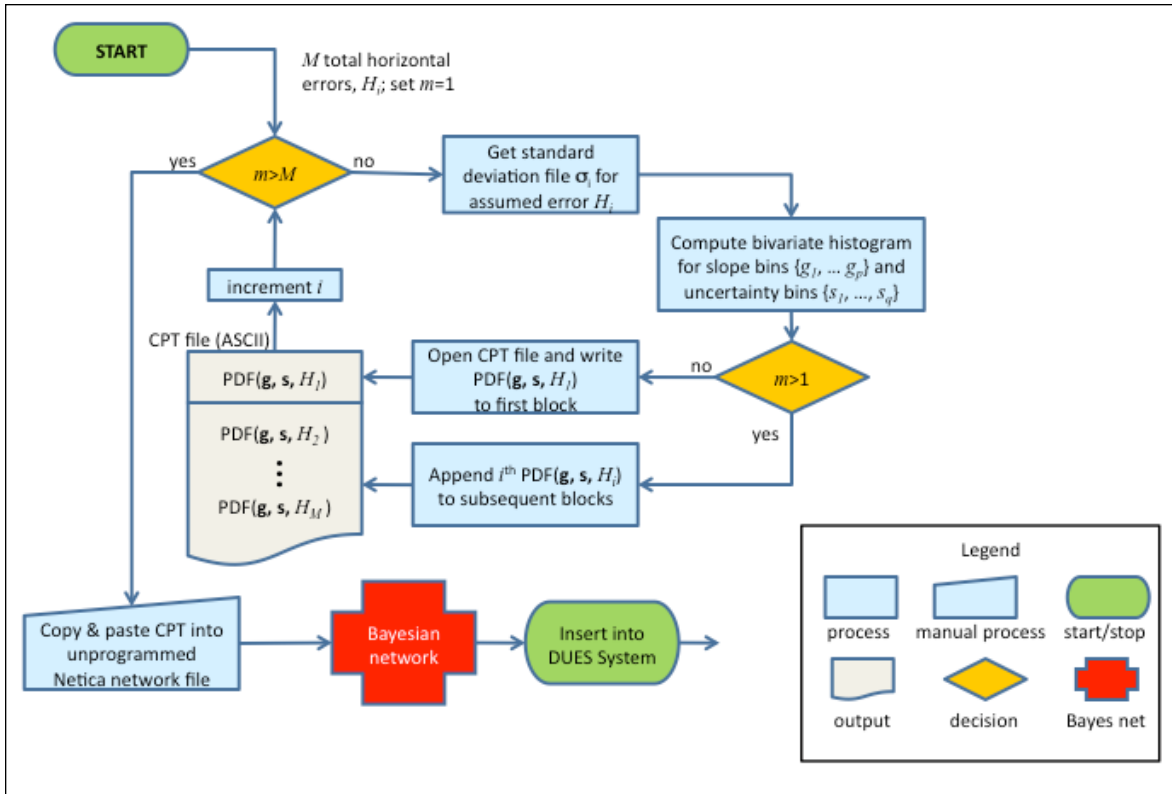 START
M total horizontal
errors, Hi; set m=1
yes
m>M
no
Get standard
deviation file σi for
assumed error Hi
Compute bivariate histogram
for slope bins {g1, ... gp} and
uncertainty bins {s1, ..., sq}
increment i
CPT file (ASCII)
PDF(g, s, H1)
PDF(g, s, H2)
⋮
PDF(g, s, HM)
Open CPT file and write
PDF(g, s, H1)
to first block
no
m>1
yes
Append ith PDF(g, s, Hi)
to subsequent blocks
Copy & paste CPT into
unprogrammed
Netica network file
Bayesian
network
Insert into
DUES System
Legend
process
manual process
start/stop
output
decision
Bayes net